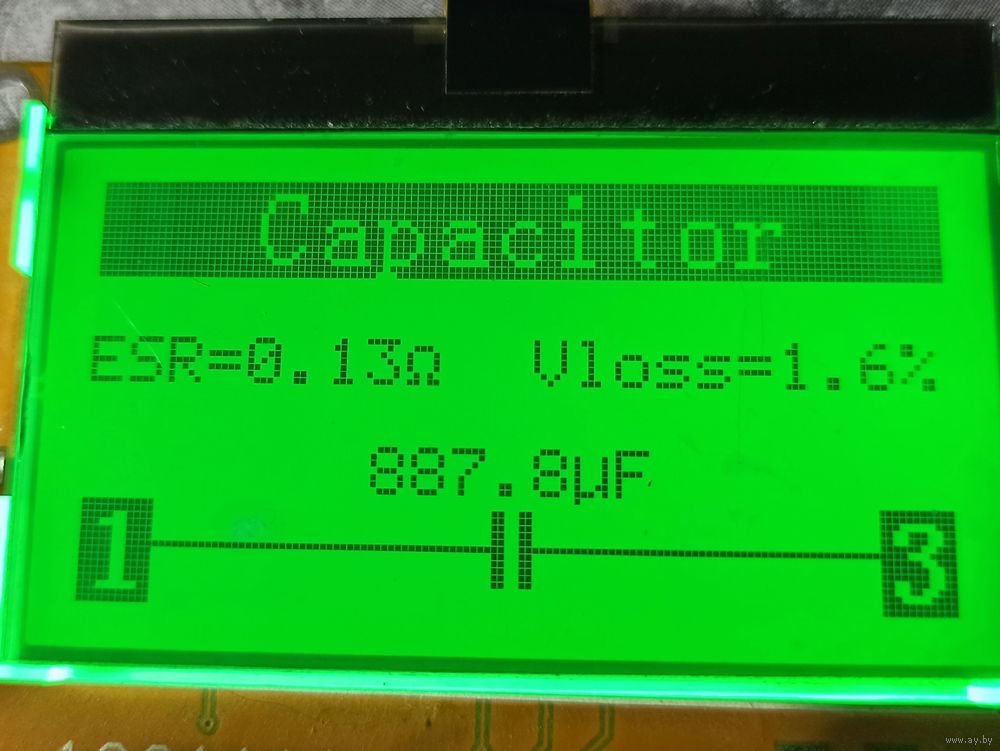 Capacitor
ESR=0.13Ω Vloss=1.6%
887.8µF
1 3
www.ay.by